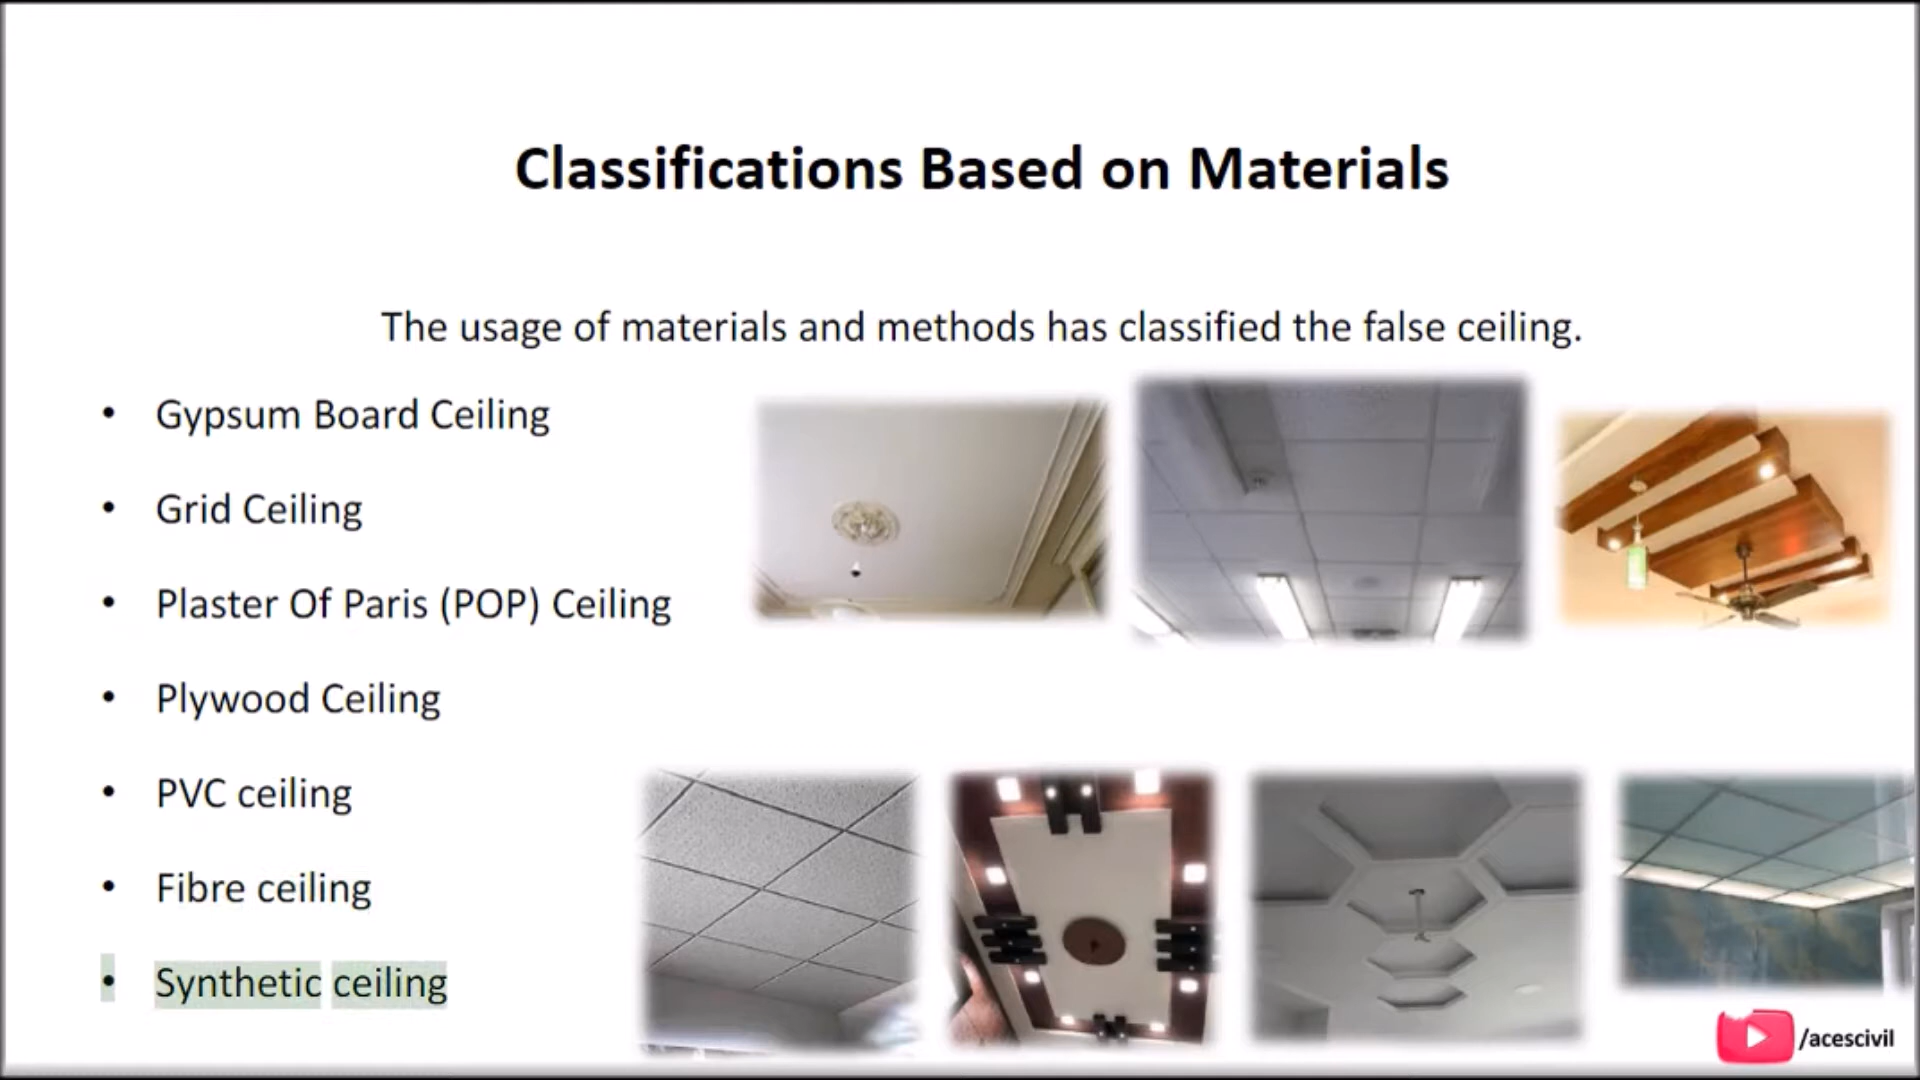 Classifications Based on Materials
The usage of materials and methods has classified the false ceiling.
• Gypsum Board Ceiling
• Grid Ceiling
• Plaster Of Paris (POP) Ceiling
• Plywood Ceiling
• PVC ceiling
• Fibre ceiling
• Synthetic ceiling
/acescivil